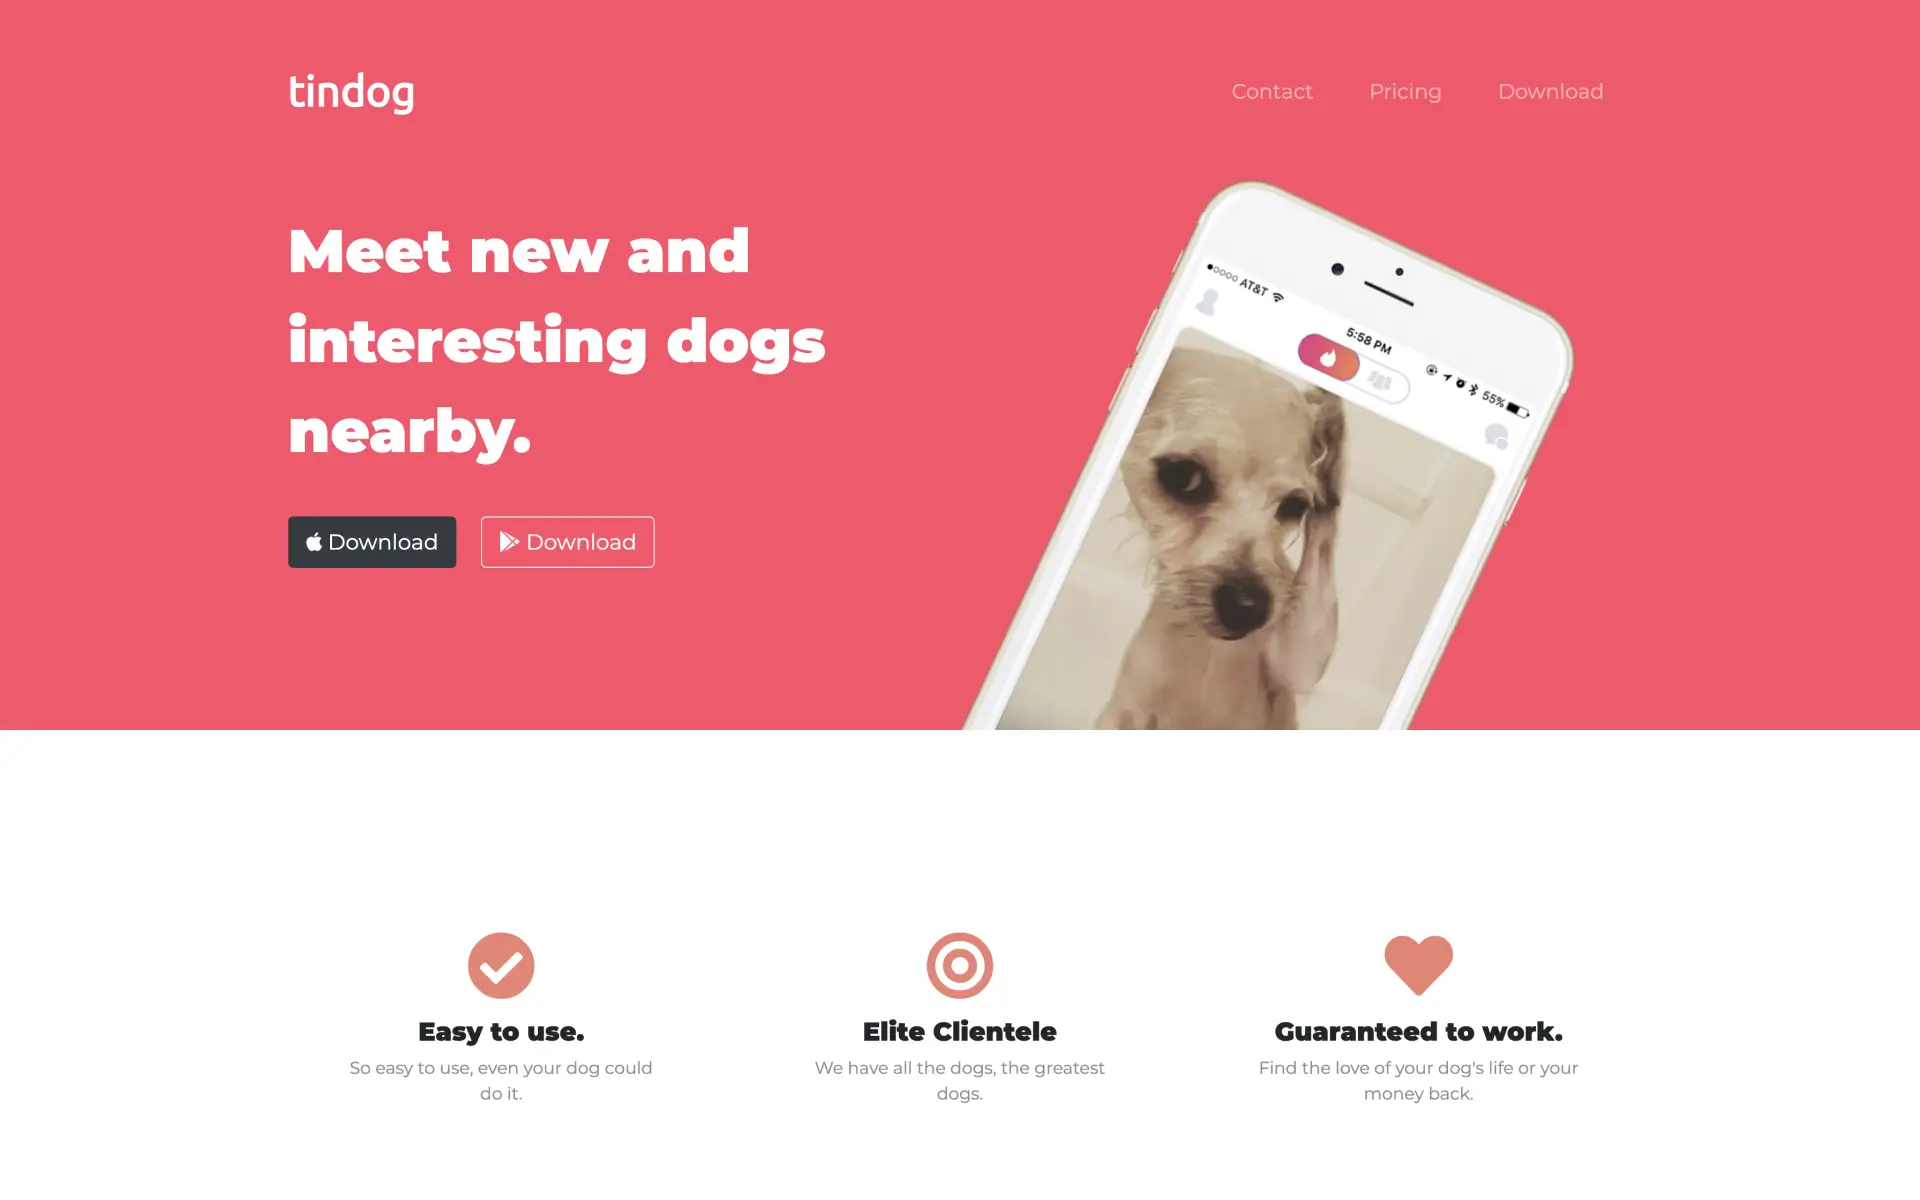 tindog
Contact Pricing Download
Meet new and
interesting dogs
nearby.
Download Download
AT&T
5:58 PM
55%
Easy to use.
So easy to use, even your dog could
do it.
Elite Clientele
We have all the dogs, the greatest
dogs.
Guaranteed to work.
Find the love of your dog's life or your
money back.